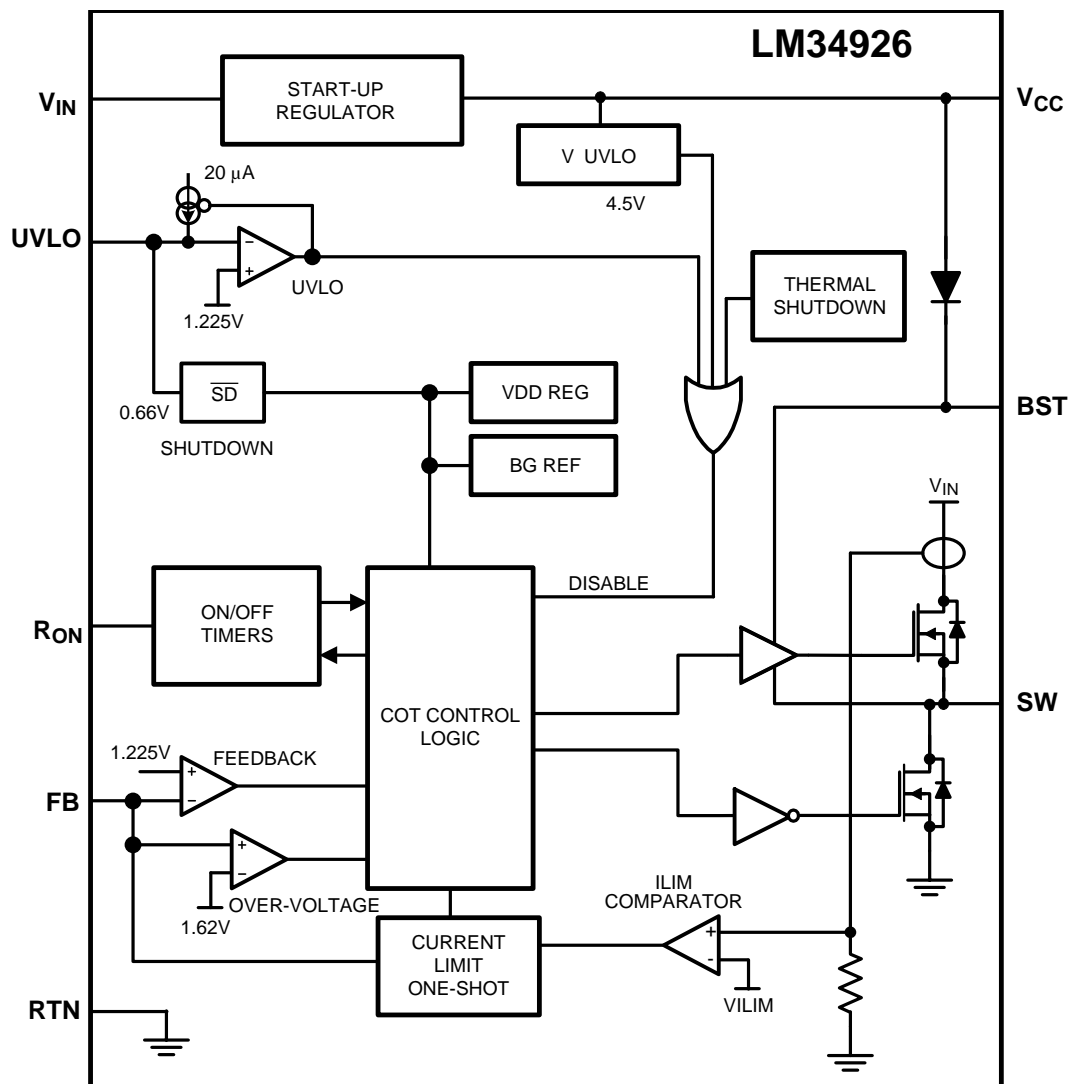 LM34926
VIN
START-UP
REGULATOR
VCC
V UVLO
4.5V
20 µA
UVLO
−
+
UVLO
1.225V
THERMAL
SHUTDOWN
0.66V
SD
SHUTDOWN
VDD REG
BG REF
BST
VIN
RON
ON/OFF
TIMERS
DISABLE
COT CONTROL
LOGIC
SW
1.225V
FEEDBACK
+
−
FB
+
−
OVER-VOLTAGE
1.62V
ILIM
COMPARATOR
+
-
VILIM
CURRENT
LIMIT
ONE-SHOT
RTN